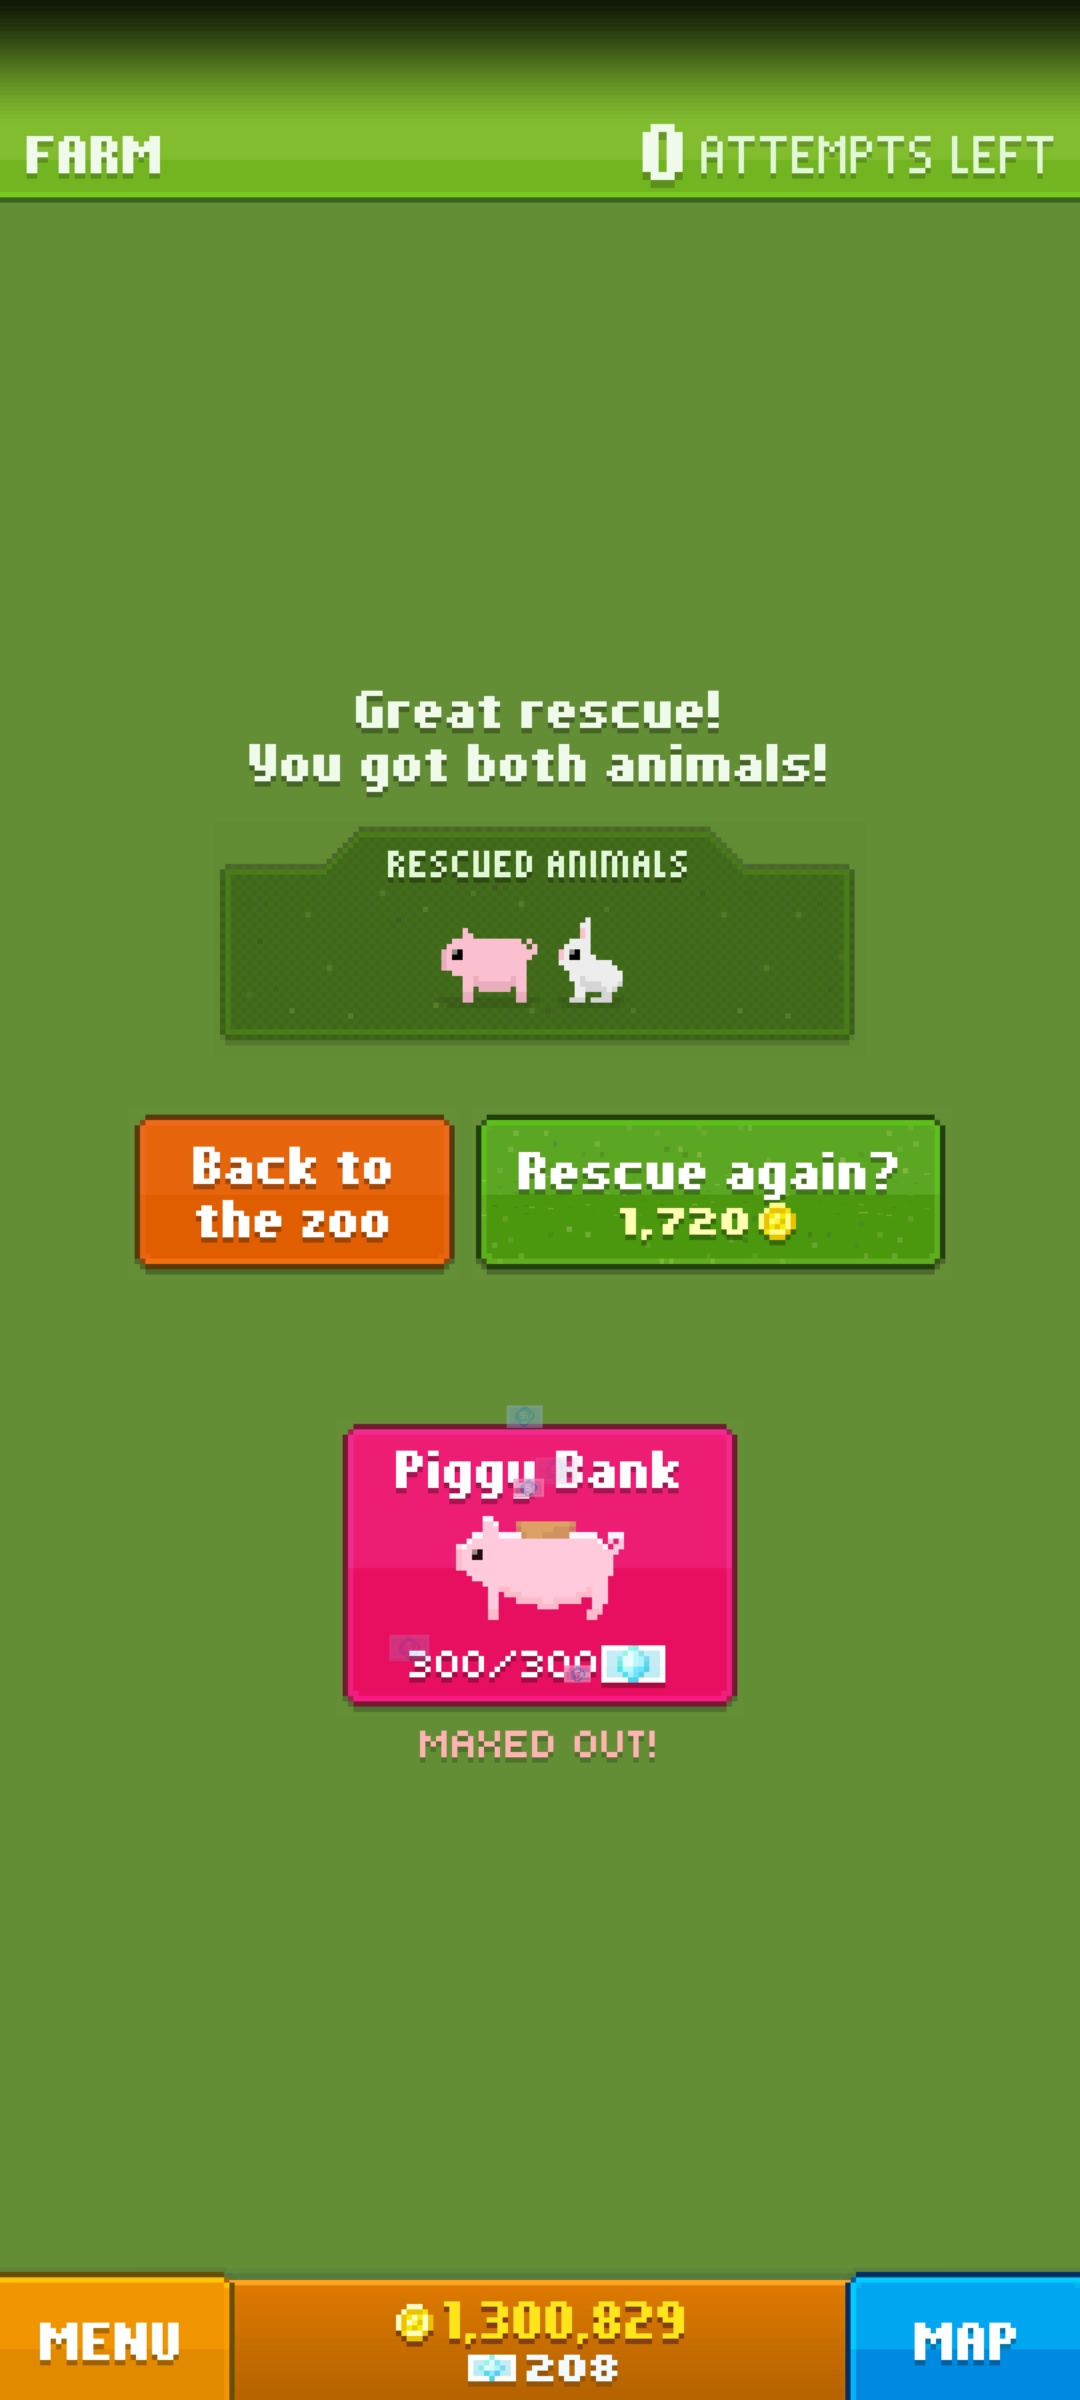 FARM
0 ATTEMPTS LEFT
Great rescue!
You got both animals!
RESCUED ANIMALS
Back to
the zoo
Rescue again?
1,720
Piggy Bank
300/300
MAXED OUT!
MENU
1,300,829
208
MAP